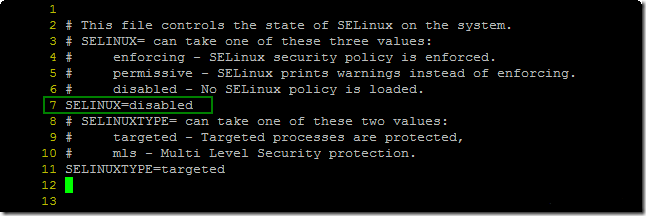 1
2 # This file controls the state of SELinux on the system.
3 # SELINUX= can take one of these three values:
4 #     enforcing - SELinux security policy is enforced.
5 #     permissive - SELinux prints warnings instead of enforcing.
6 #     disabled - No SELinux policy is loaded.
7 SELINUX=disabled
8 # SELINUXTYPE= can take one of these two values:
9 #     targeted - Targeted processes are protected,
10 #     mls - Multi Level Security protection.
11 SELINUXTYPE=targeted
12
13